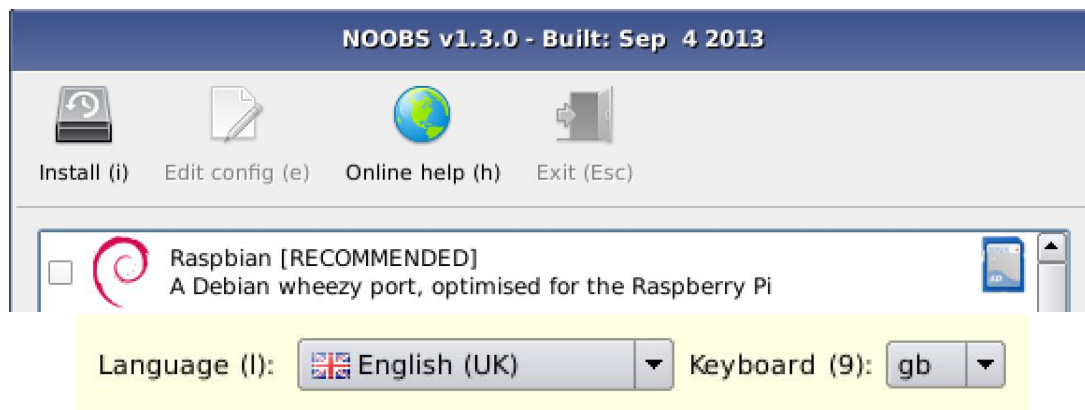 NOOBS v1.3.0 - Built: Sep  4 2013
Install (i) Edit config (e) Online help (h) Exit (Esc)
Raspbian [RECOMMENDED]
A Debian wheezy port, optimised for the Raspberry Pi
Language (l): English (UK) Keyboard (9): gb